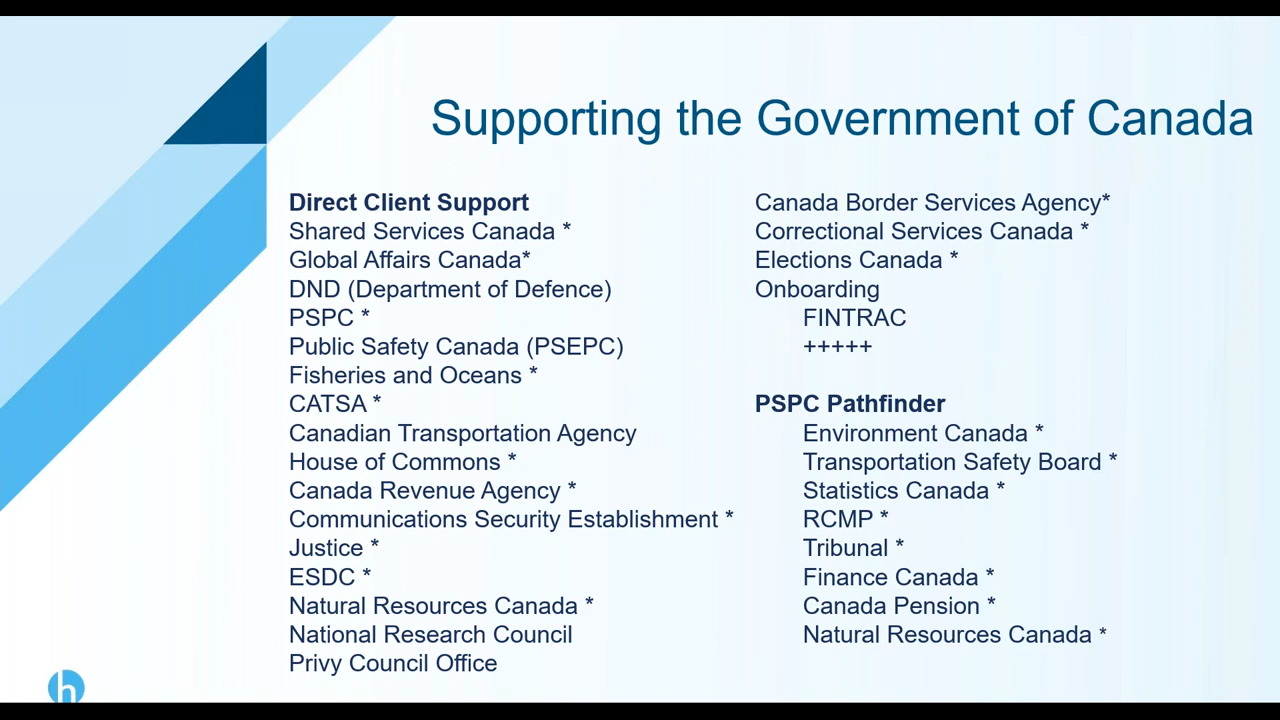 Supporting the Government of Canada
Direct Client Support
Shared Services Canada *
Global Affairs Canada*
DND (Department of Defence)
PSPC *
Public Safety Canada (PSEPC)
Fisheries and Oceans *
CATSA *
Canadian Transportation Agency
House of Commons *
Canada Revenue Agency *
Communications Security Establishment *
Justice *
ESDC *
Natural Resources Canada *
National Research Council
Privy Council Office
Canada Border Services Agency*
Correctional Services Canada *
Elections Canada *
Onboarding
FINTRAC
+++++
PSPC Pathfinder
Environment Canada *
Transportation Safety Board *
Statistics Canada *
RCMP *
Tribunal *
Finance Canada *
Canada Pension *
Natural Resources Canada *
h